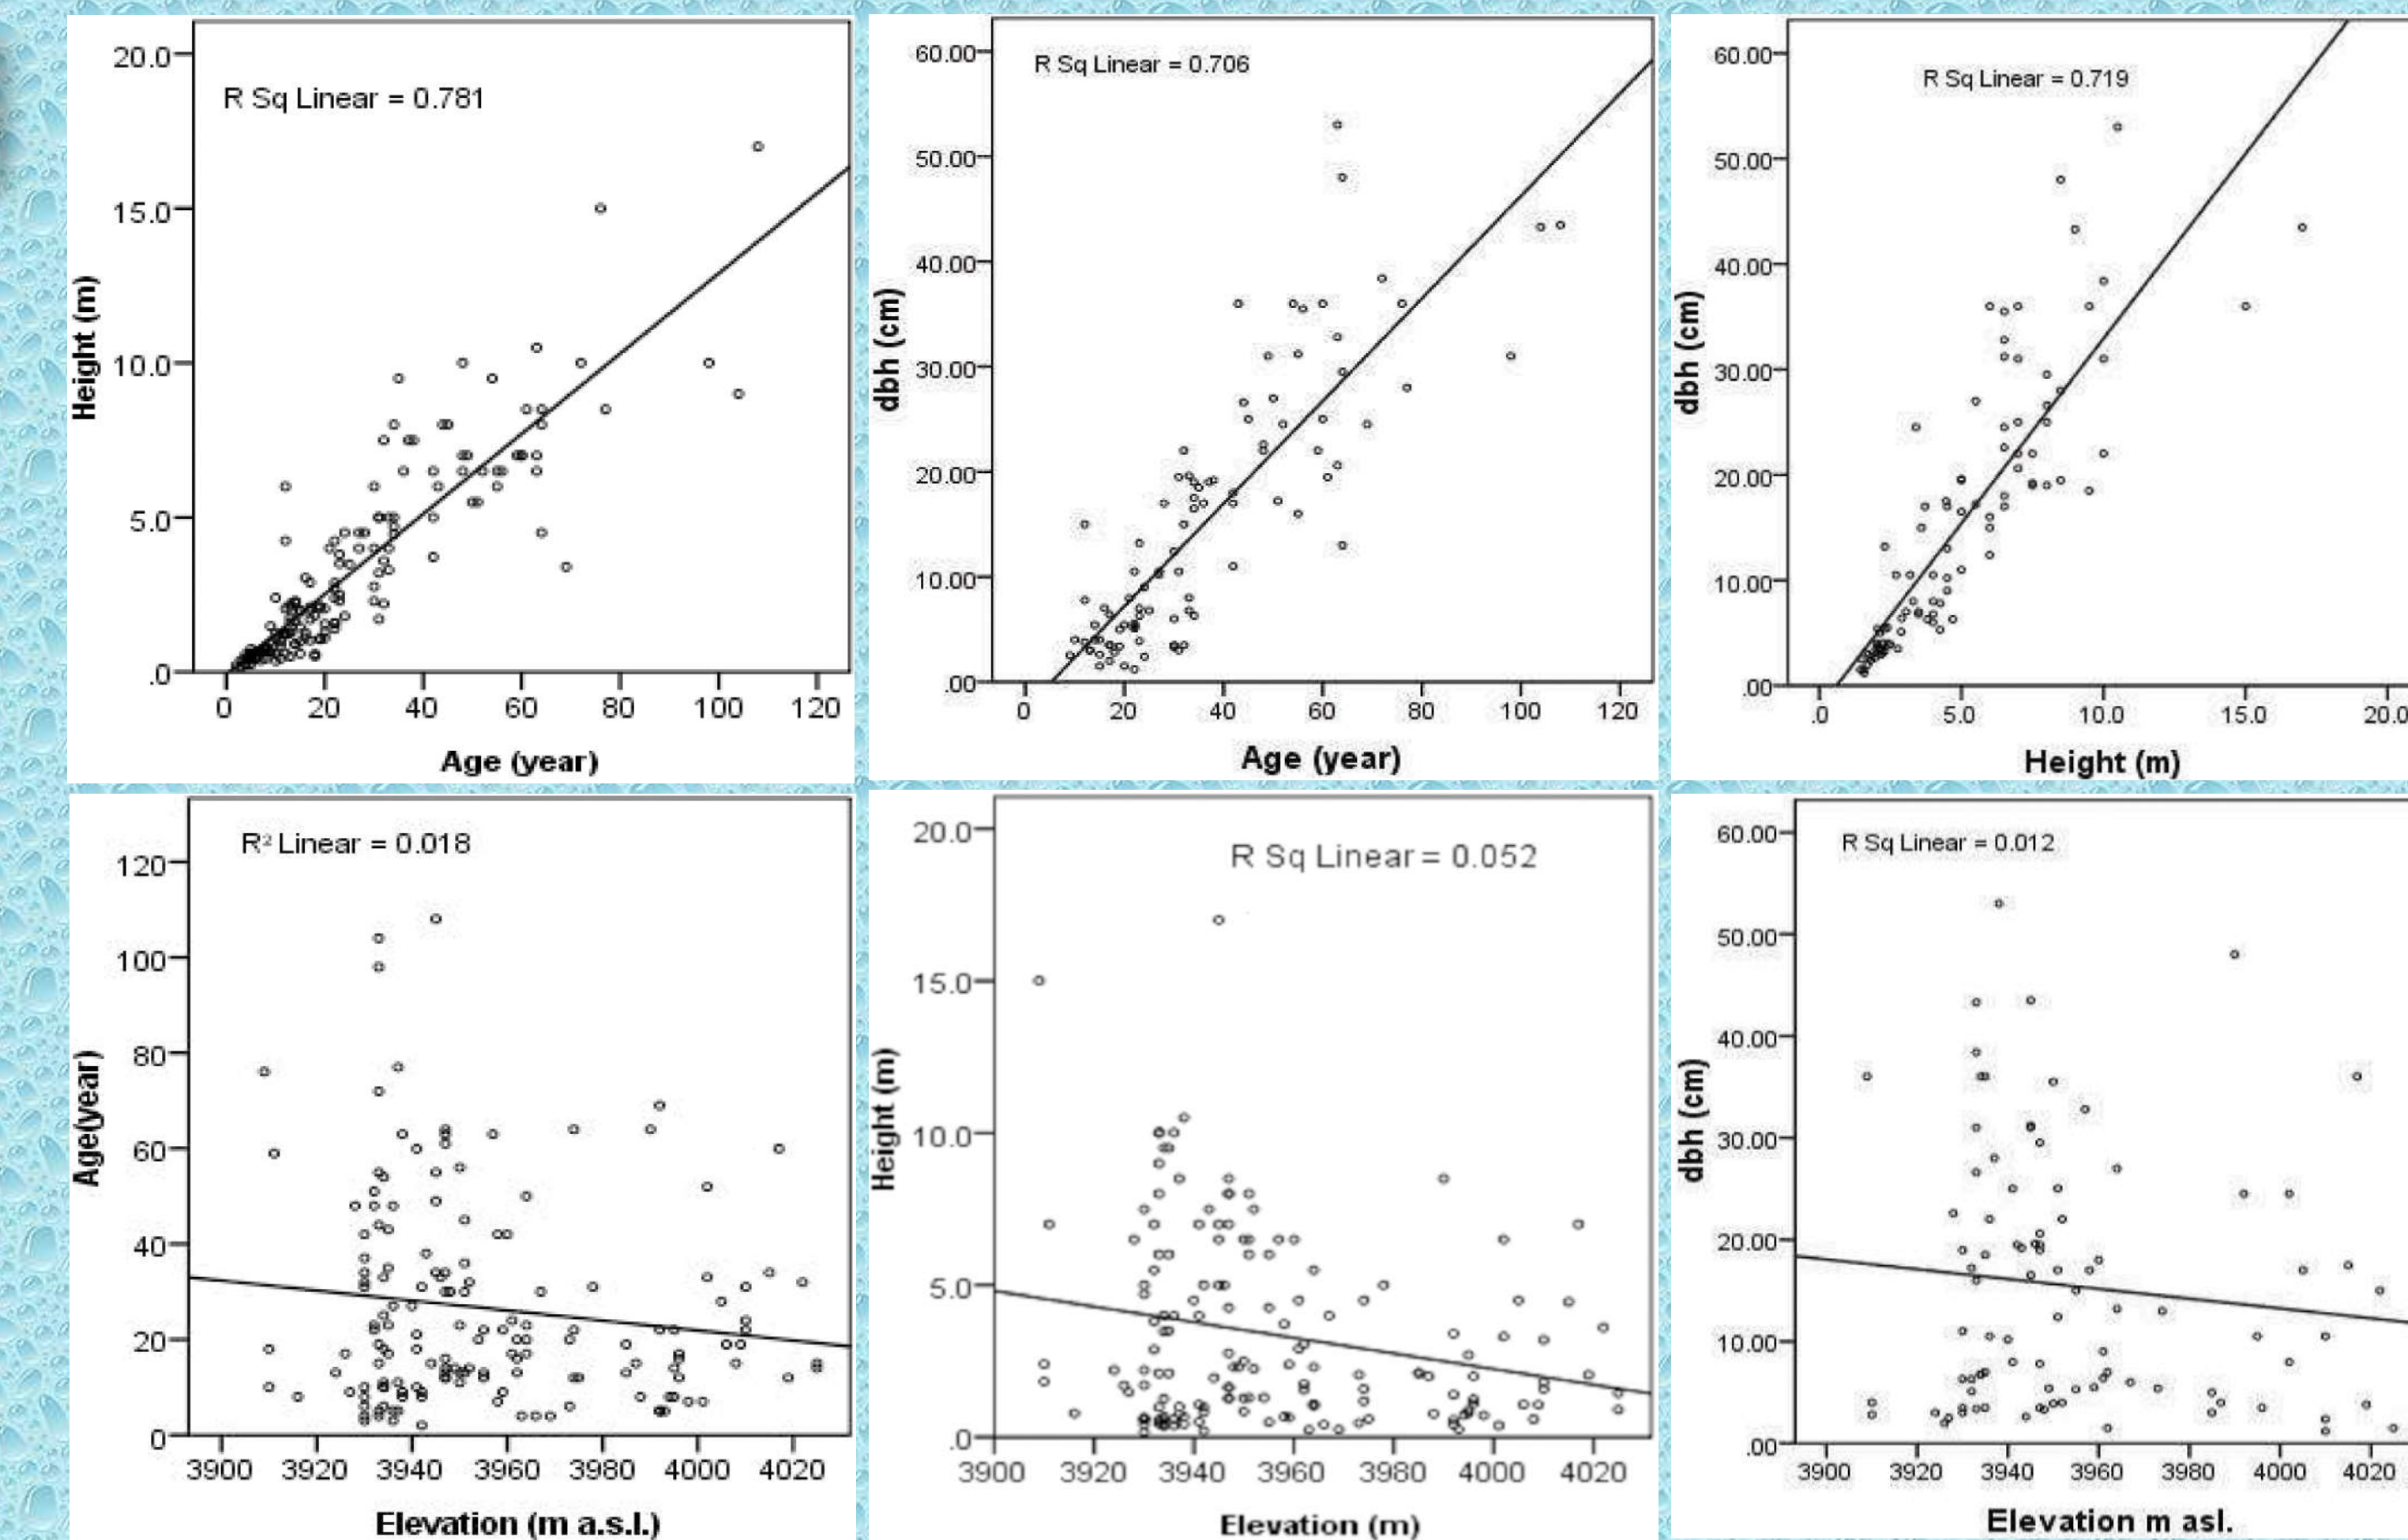 20.0
R Sq Linear = 0.781
15.0
10.0
5.0
.0
Height (m)
0 20 40 60 80 100 120
Age (year)
60.00
R Sq Linear = 0.706
50.00
40.00
30.00
20.00
10.00
.00
dbh (cm)
0 20 40 60 80 100 120
Age (year)
60.00
R Sq Linear = 0.719
50.00
40.00
30.00
20.00
10.00
.00
dbh (cm)
.0 5.0 10.0 15.0 20.0
Height (m)
R² Linear = 0.018
120
100
80
60
40
20
0
Age(year)
3900 3920 3940 3960 3980 4000 4020
Elevation (m a.s.l.)
20.0
R Sq Linear = 0.052
15.0
10.0
5.0
.0
Height (m)
3900 3920 3940 3960 3980 4000 4020
Elevation (m)
60.00
R Sq Linear = 0.012
50.00
40.00
30.00
20.00
10.00
.00
dbh (cm)
3900 3920 3940 3960 3980 4000 4020
Elevation m asl.